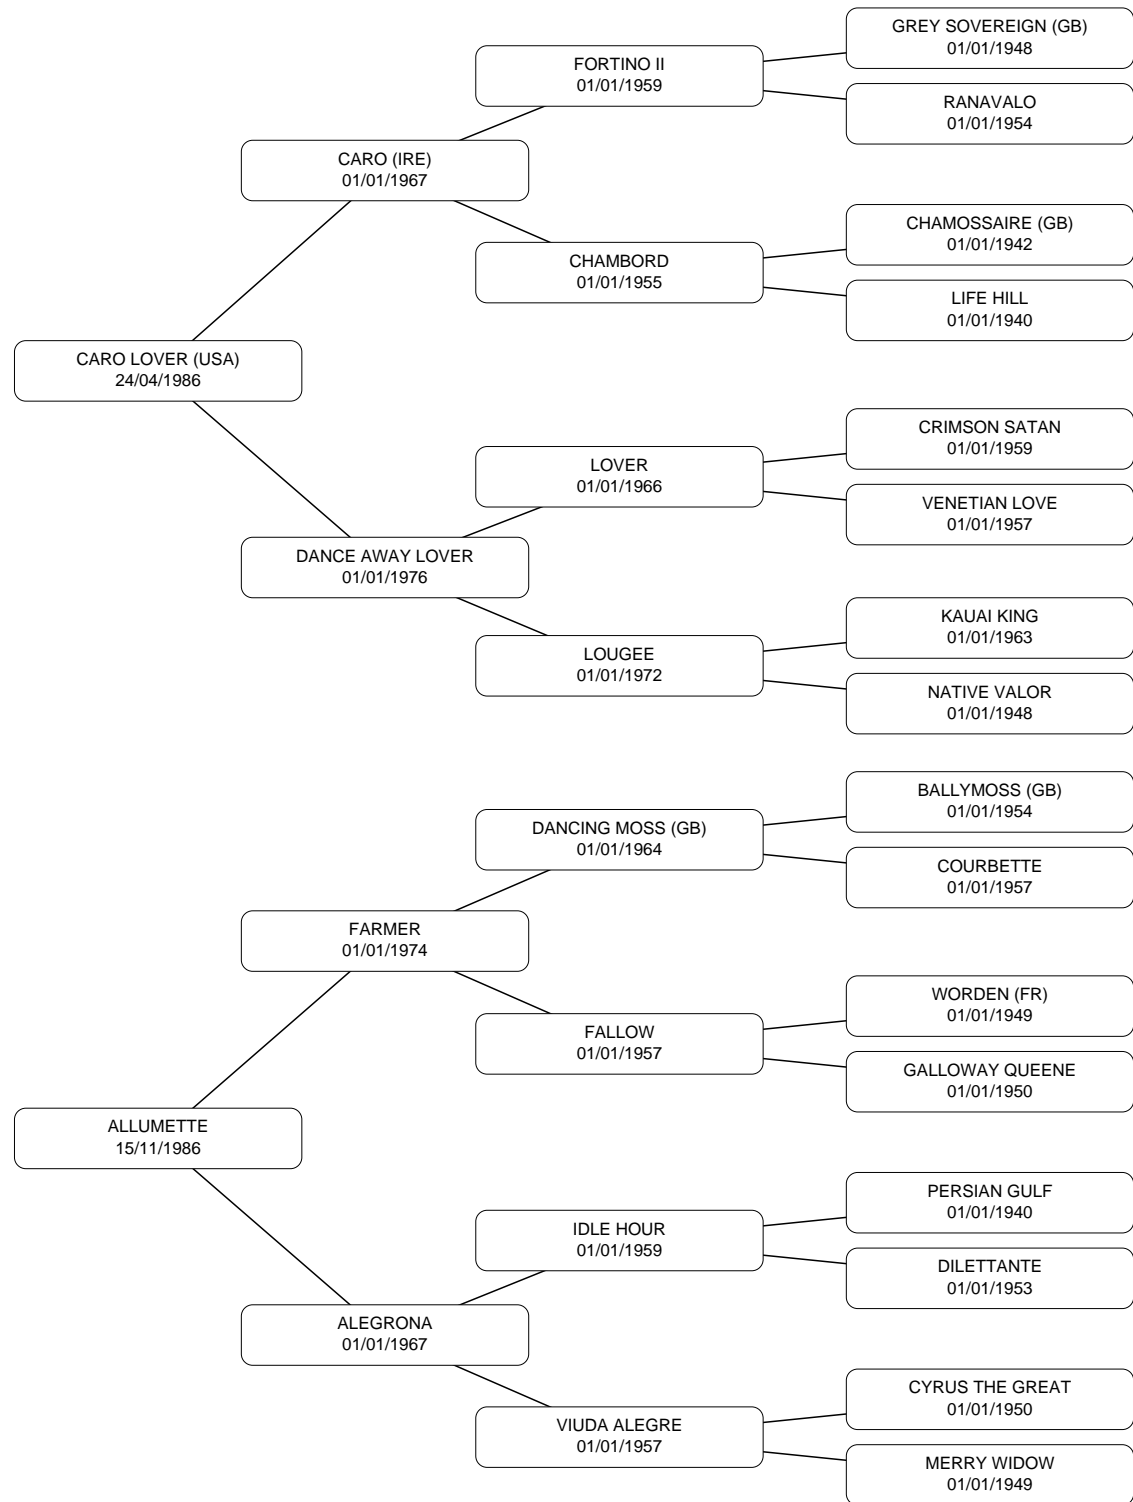 GREY SOVEREIGN (GB)
01/01/1948
FORTINO II
01/01/1959
RANAVALO
01/01/1954
CARO (IRE)
01/01/1967
CHAMOSSAIRE (GB)
01/01/1942
CHAMBORD
01/01/1955
LIFE HILL
01/01/1940
CARO LOVER (USA)
24/04/1986
CRIMSON SATAN
01/01/1959
LOVER
01/01/1966
VENETIAN LOVE
01/01/1957
DANCE AWAY LOVER
01/01/1976
KAUAI KING
01/01/1963
LOUGEE
01/01/1972
NATIVE VALOR
01/01/1948
BALLYMOSS (GB)
01/01/1954
DANCING MOSS (GB)
01/01/1964
COURBETTE
01/01/1957
FARMER
01/01/1974
WORDEN (FR)
01/01/1949
FALLOW
01/01/1957
GALLOWAY QUEENE
01/01/1950
ALLUMETTE
15/11/1986
PERSIAN GULF
01/01/1940
IDLE HOUR
01/01/1959
DILETTANTE
01/01/1953
ALEGRONA
01/01/1967
CYRUS THE GREAT
01/01/1950
VIUDA ALEGRE
01/01/1957
MERRY WIDOW
01/01/1949